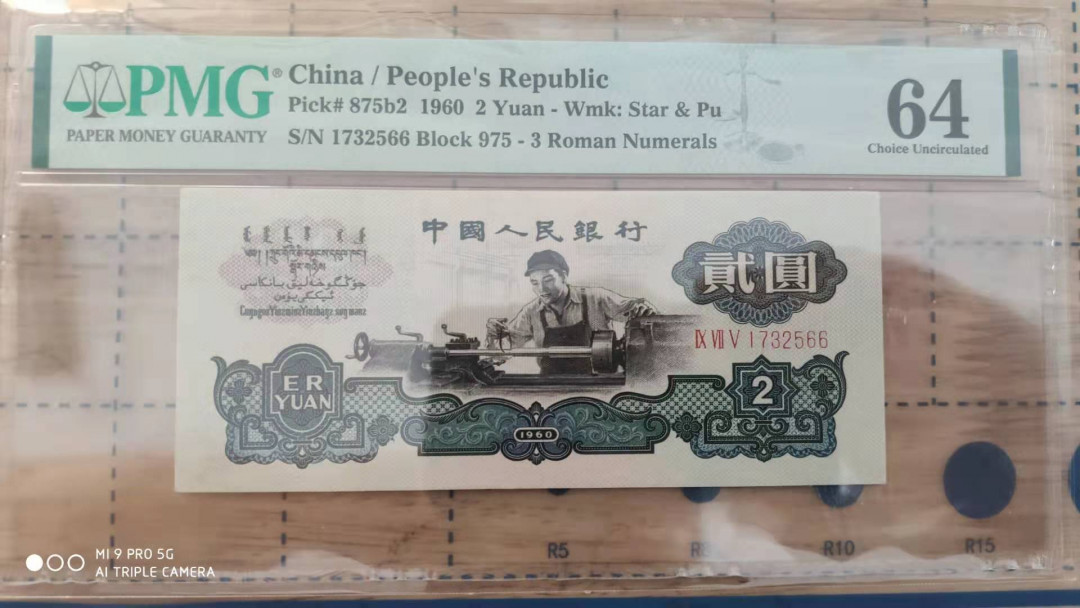 PMG® China / People's Republic
Pick# 875b2 1960 2 Yuan - Wmk: Star & Pu
PAPER MONEY GUARANTY
S/N 1732566 Block 975 - 3 Roman Numerals
64
Choice Uncirculated
中國人民銀行
貳圓
IX VII V 1732566
ER
YUAN
2
1960
R5
R10
R15
MI 9 PRO 5G
AI TRIPLE CAMERA